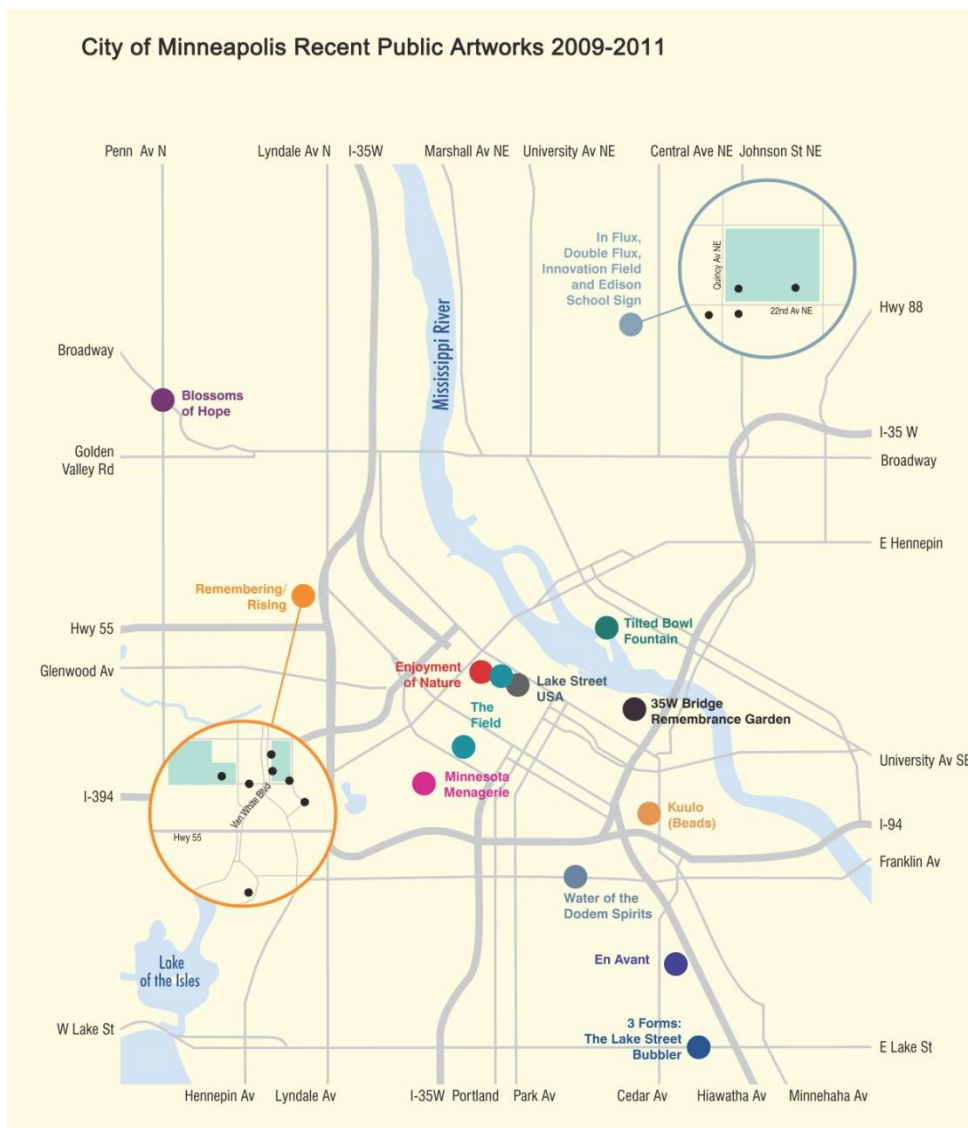 City of Minneapolis Recent Public Artworks 2009-2011
Penn Av N
Lyndale Av N
I-35W
Marshall Av NE
University Av NE
Central Ave NE
Johnson St NE
In Flux,
Double Flux,
Innovation Field
and Edison
School Sign
Quincy Av NE
22nd Av NE
Mississippi River
Hwy 88
Broadway
Blossoms
of Hope
Golden
Valley Rd
I-35 W
Broadway
E Hennepin
Remembering/
Rising
Hwy 55
Glenwood Av
Tilted Bowl
Fountain
Enjoyment
of Nature
Lake Street
USA
The
Field
35W Bridge
Remembrance Garden
University Av SE
Minnesota
Menagerie
I-394
Van White Blvd
Hwy 55
Kuulo
(Beads)
I-94
Franklin Av
Water of the
Dodem Spirits
En Avant
Lake
of the Isles
W Lake St
3 Forms:
The Lake Street
Bubbler
E Lake St
Hennepin Av
Lyndale Av
I-35W
Portland
Park Av
Cedar Av
Hiawatha Av
Minnehaha Av